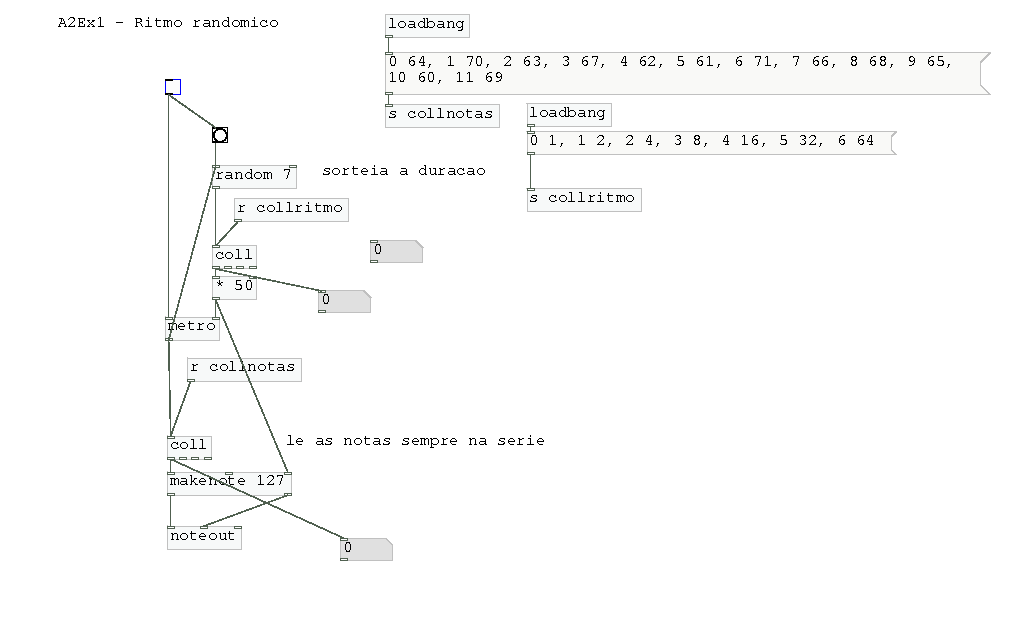 A2Ex1 - Ritmo randomico
loadbang
0 64, 1 70, 2 63, 3 67, 4 62, 5 61, 6 71, 7 66, 8 68, 9 65,
10 60, 11 69
s collnotas
loadbang
0 1, 1 2, 2 4, 3 8, 4 16, 5 32, 6 64
s collritmo
random 7
sorteia a duracao
r collritmo
coll
0
* 50
0
metro
r collnotas
coll
le as notas sempre na serie
makenote 127
noteout
0